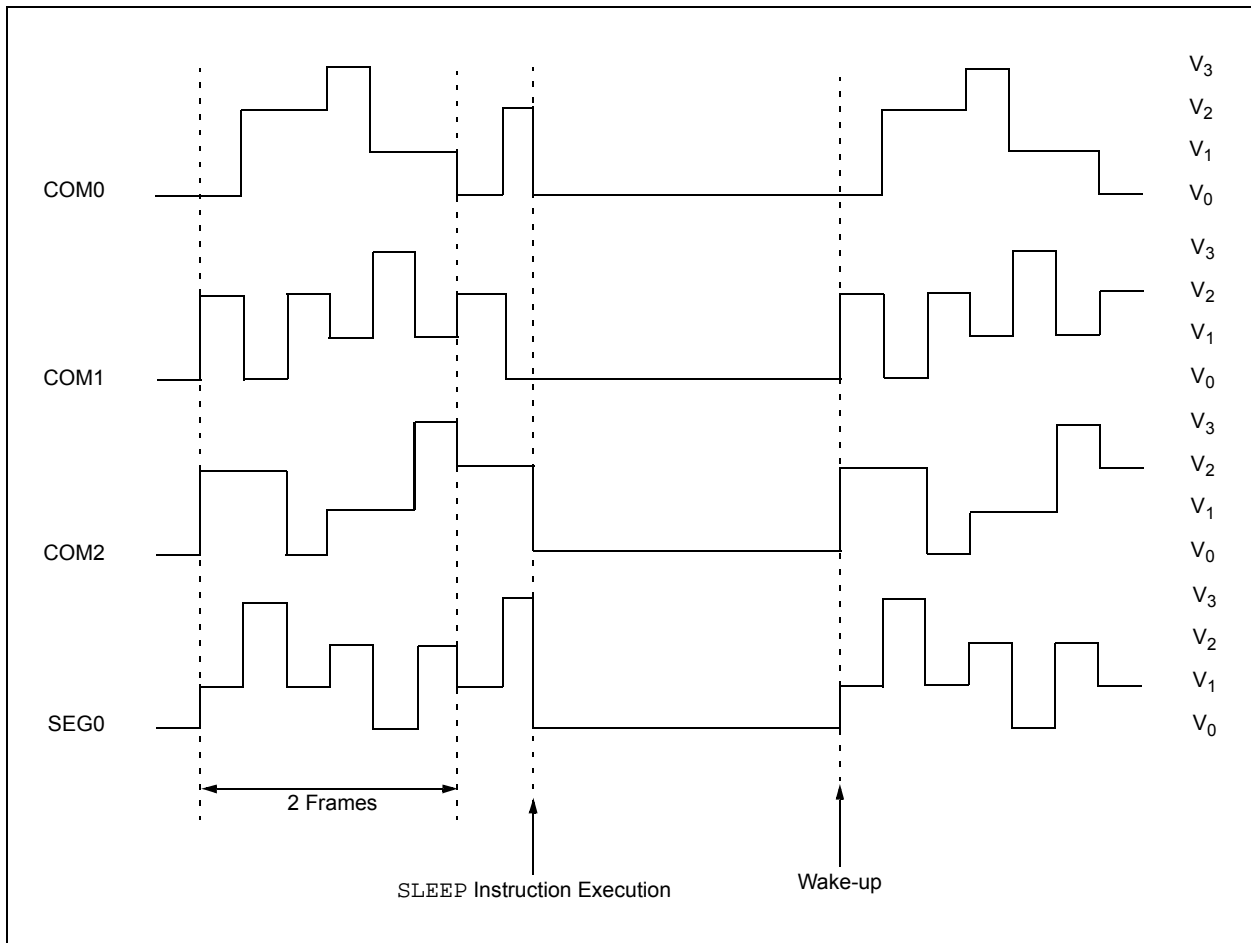 V3
V2
V1
COM0 V0
V3
V2
V1
COM1 V0
V3
V2
V1
COM2 V0
V3
V2
V1
SEG0 V0
2 Frames
SLEEP Instruction Execution Wake-up